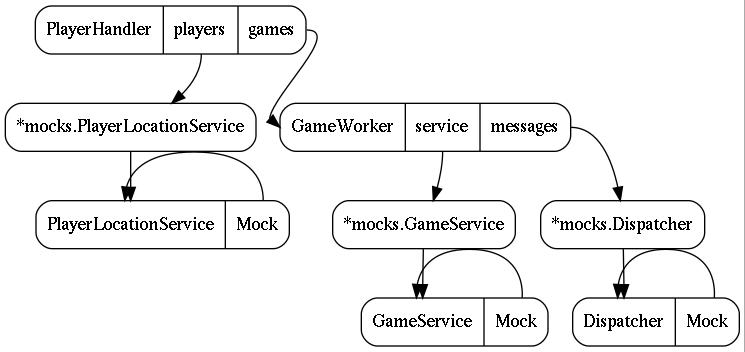 PlayerHandler players games
*mocks.PlayerLocationService
GameWorker service messages
PlayerLocationService Mock
*mocks.GameService
*mocks.Dispatcher
GameService Mock
Dispatcher Mock